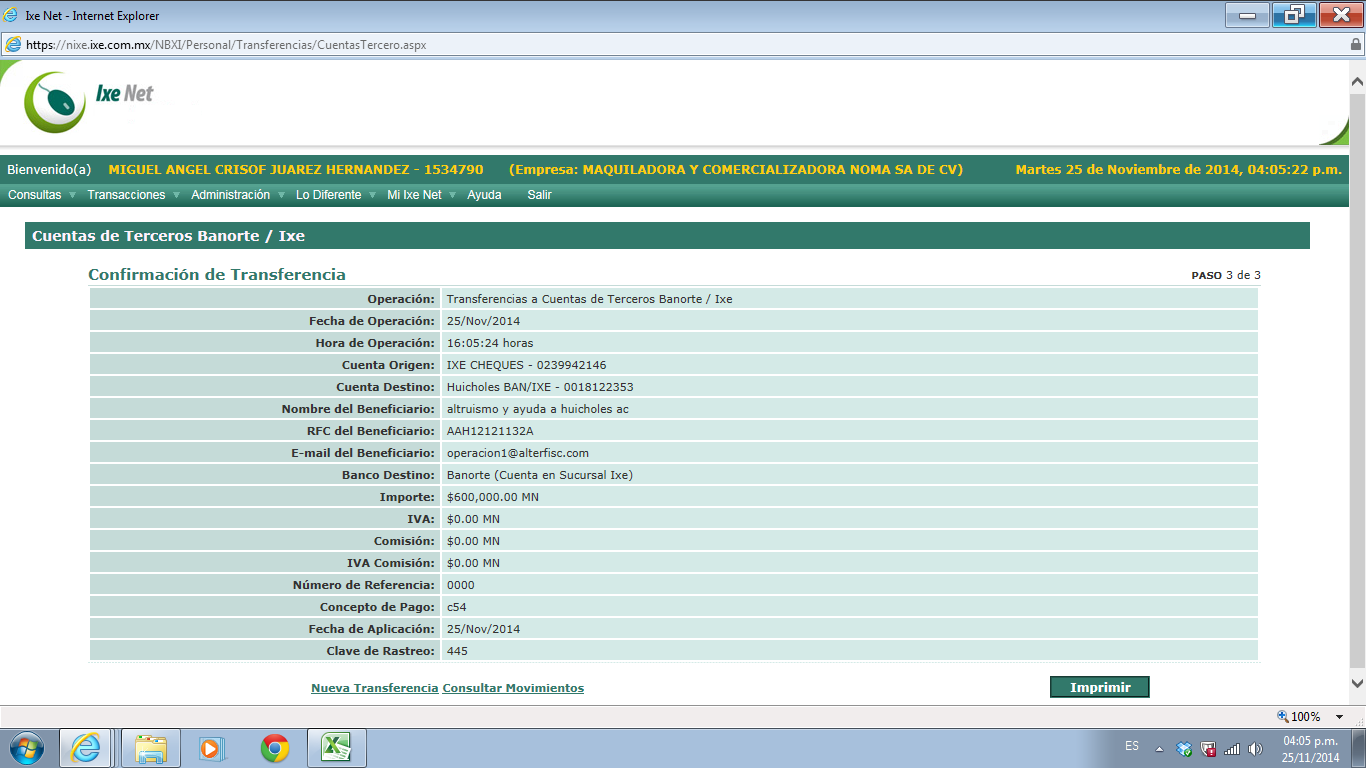 Ixe Net - Internet Explorer
https://nixe.ixe.com.mx/NBXI/Personal/Transferencias/CuentasTercero.aspx
Ixe Net
Bienvenido(a) MIGUEL ANGEL CRISOF JUAREZ HERNANDEZ - 1534790 (Empresa: MAQUILADORA Y COMERCIALIZADORA NOMA SA DE CV) Martes 25 de Noviembre de 2014, 04:05:22 p.m.
Consultas Transacciones Administración Lo Diferente Mi Ixe Net Ayuda Salir
Cuentas de Terceros Banorte / Ixe
Confirmación de Transferencia PASO 3 de 3
Operación: Transferencias a Cuentas de Terceros Banorte / Ixe
Fecha de Operación: 25/Nov/2014
Hora de Operación: 16:05:24 horas
Cuenta Origen: IXE CHEQUES - 0239942146
Cuenta Destino: Huicholes BAN/IXE - 0018122353
Nombre del Beneficiario: altruismo y ayuda a huicholes ac
RFC del Beneficiario: AAH12121132A
E-mail del Beneficiario: operacion1@alterfisc.com
Banco Destino: Banorte (Cuenta en Sucursal Ixe)
Importe: $600,000.00 MN
IVA: $0.00 MN
Comisión: $0.00 MN
IVA Comisión: $0.00 MN
Número de Referencia: 0000
Concepto de Pago: c54
Fecha de Aplicación: 25/Nov/2014
Clave de Rastreo: 445
Nueva Transferencia Consultar Movimientos Imprimir
100%
ES 04:05 p.m.
25/11/2014